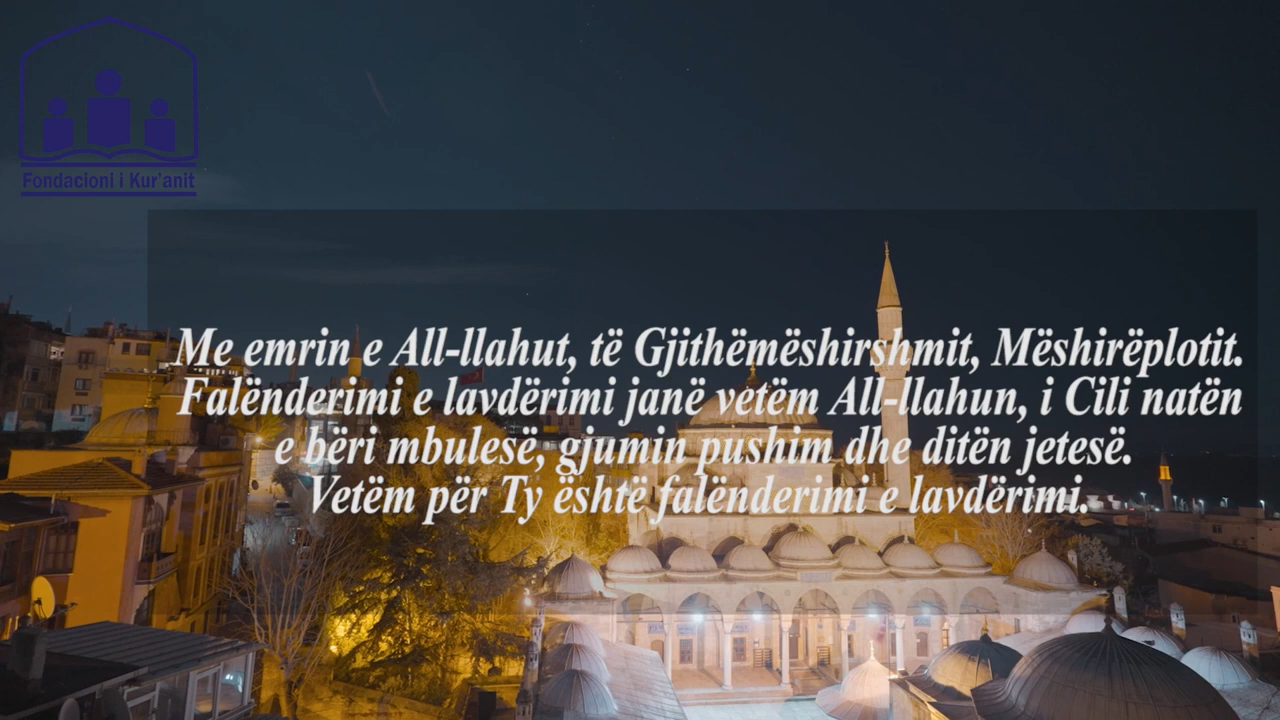 Fondacioni i Kur'anit
Me emrin e All-llahut, të Gjithëmëshirshmit, Mëshirëplotit.
Falënderimi e lavdërimi janë vetëm All-llahun, i Cili natën
e bëri mbulesë, gjumin pushim dhe ditën jetesë.
Vetëm për Ty është falënderimi e lavdërimi.